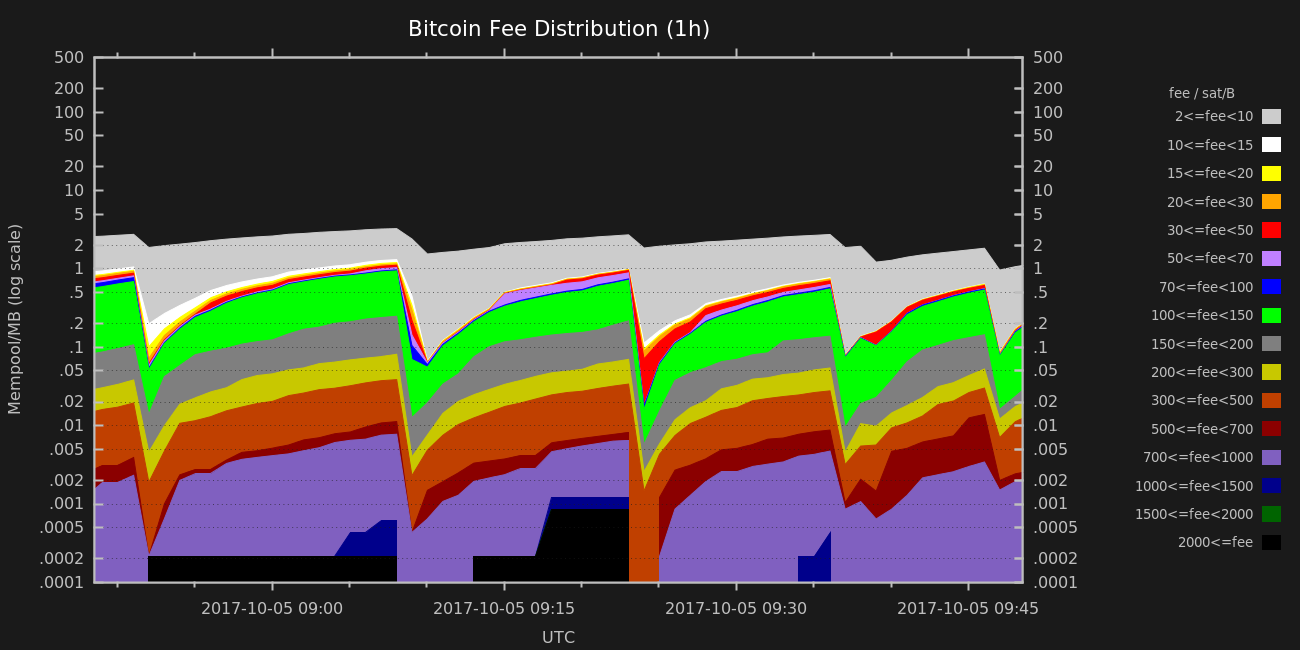 Bitcoin Fee Distribution (1h)
500 500
200 200
100 100
50 50
20 20
10 10
5 5
2 2
1 1
.5 .5
.2 .2
.1 .1
.05 .05
.02 .02
.01 .01
.005 .005
.002 .002
.001 .001
.0005 .0005
.0002 .0002
.0001 .0001
Mempool/MB (log scale)
2017-10-05 09:00 2017-10-05 09:15 2017-10-05 09:30 2017-10-05 09:45
UTC
fee / sat/B
2<=fee<10
10<=fee<15
15<=fee<20
20<=fee<30
30<=fee<50
50<=fee<70
70<=fee<100
100<=fee<150
150<=fee<200
200<=fee<300
300<=fee<500
500<=fee<700
700<=fee<1000
1000<=fee<1500
1500<=fee<2000
2000<=fee